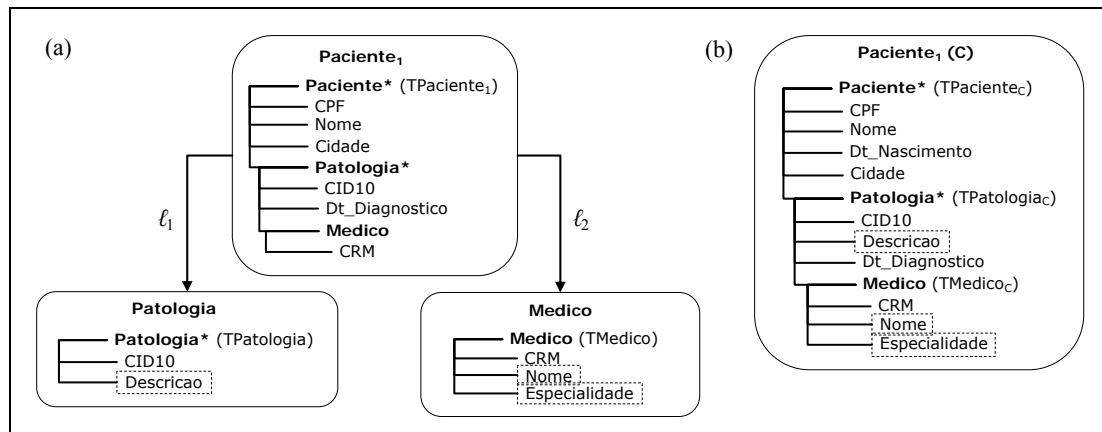 (a)
Paciente₁
Paciente* (TPaciente₁)
CPF
Nome
Cidade
Patologia*
CID10
Dt_Diagnostico
Medico
CRM
ℓ₁
ℓ₂
Patologia
Patologia* (TPatologia)
CID10
Descricao
Medico
Medico (TMedico)
CRM
Nome
Especialidade
(b)
Paciente₁ (C)
Paciente* (TPacienteC)
CPF
Nome
Dt_Nascimento
Cidade
Patologia* (TPatologiaC)
CID10
Descricao
Dt_Diagnostico
Medico (TMedicoC)
CRM
Nome
Especialidade